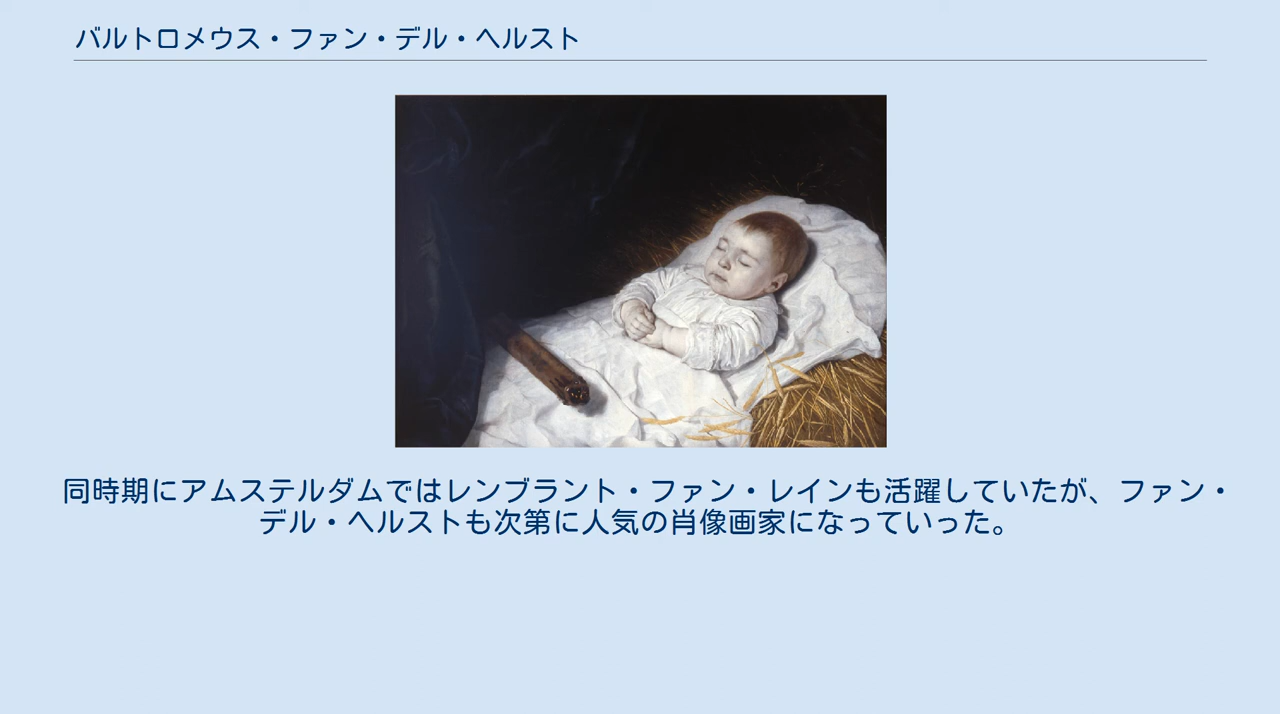 バルトロメウス・ファン・デル・ヘルスト
同時期にアムステルダムではレンブラント・ファン・レインも活躍していたが、ファン・
デル・ヘルストも次第に人気の肖像画家になっていった。